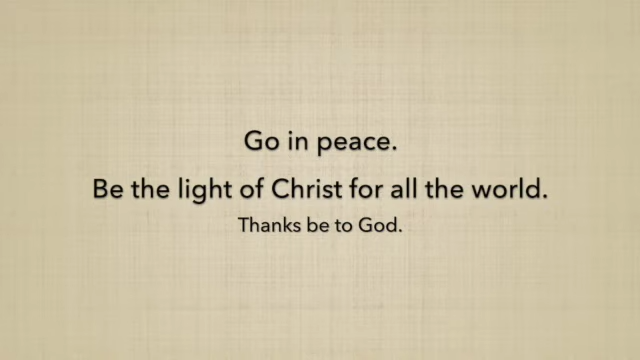 Go in peace.
Be the light of Christ for all the world.
Thanks be to God.